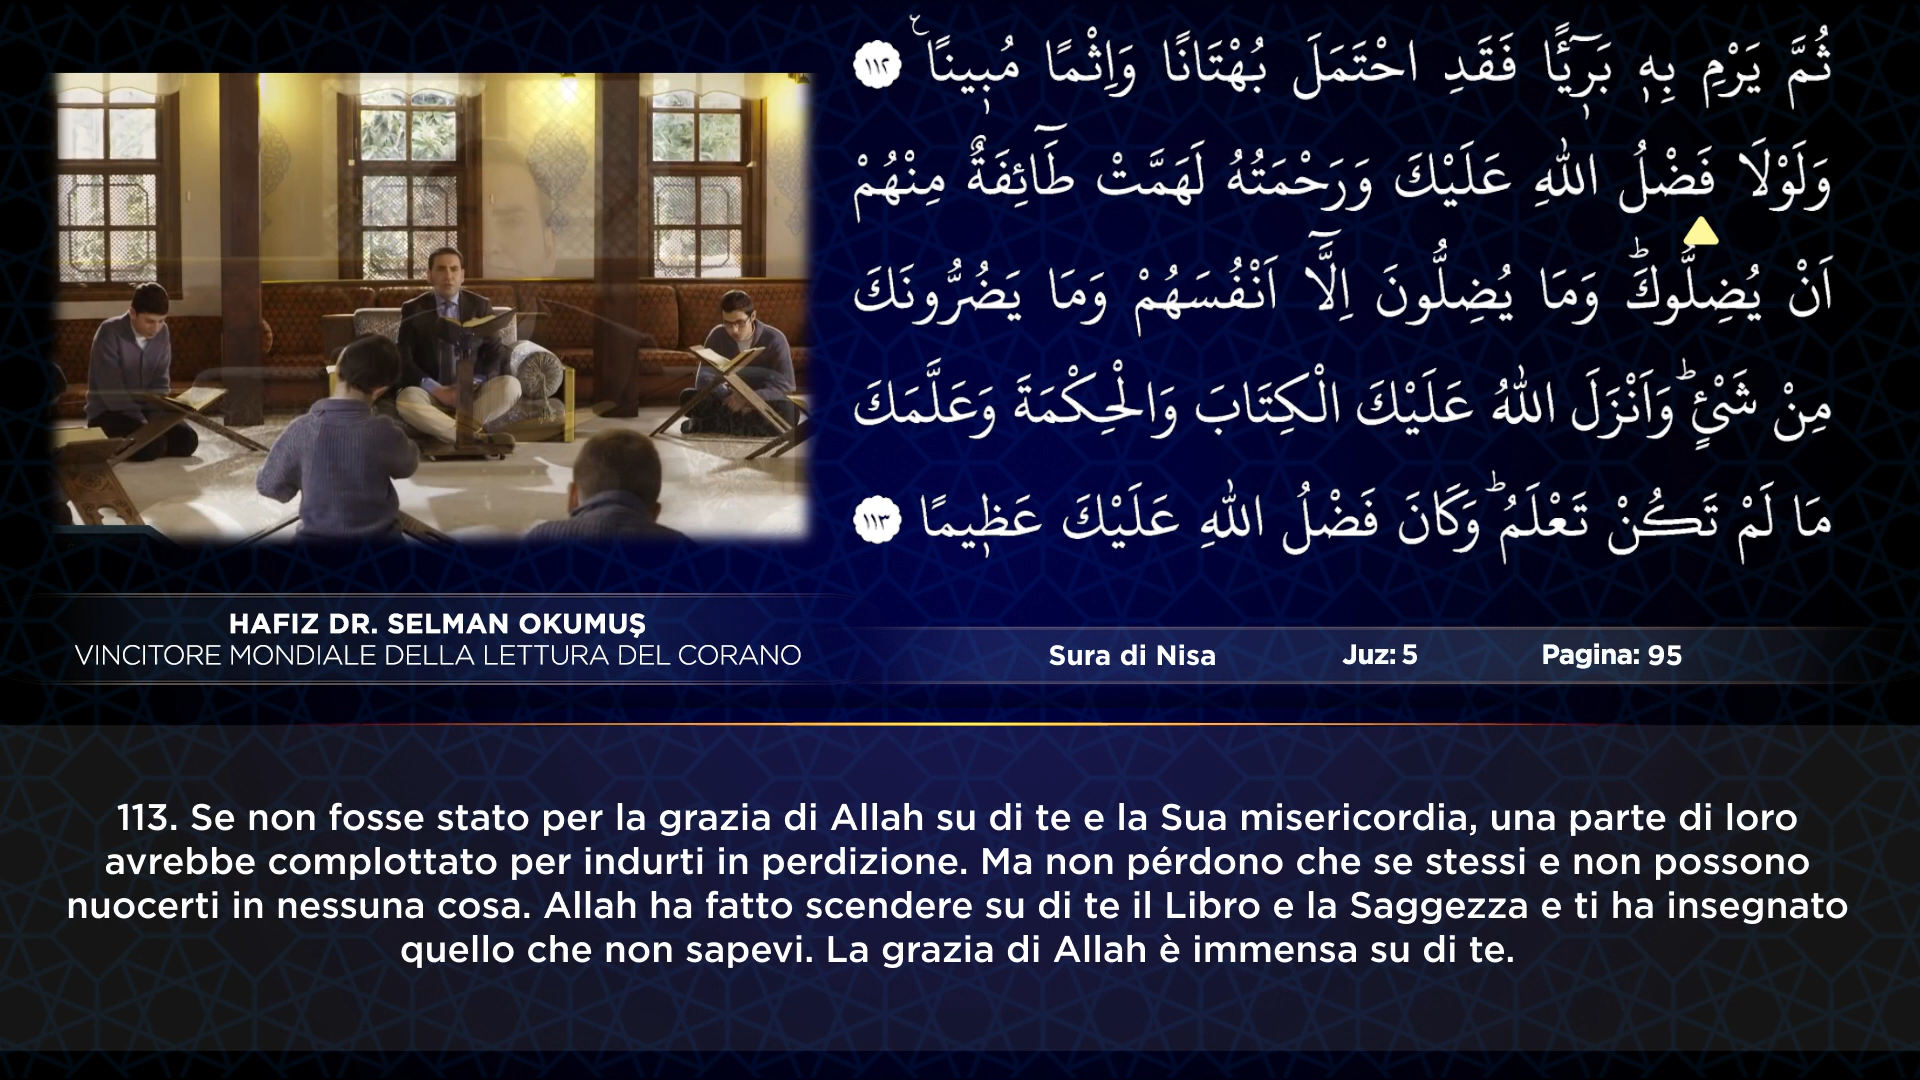 ثُمَّ يَرْمِ بِهٖ بَرٖٓيـًٔا فَقَدِ احْتَمَلَ بُهْتَانًا وَاِثْمًا مُبٖينًاۚ ﴿١١٢﴾
وَلَوْلَا فَضْلُ اللّٰهِ عَلَيْكَ وَرَحْمَتُهُ لَهَمَّتْ طَٓائِفَةٌ مِنْهُمْ
اَنْ يُضِلُّوكَؕ وَمَا يُضِلُّونَ اِلَّٓا اَنْفُسَهُمْ وَمَا يَضُرُّونَكَ
مِنْ شَيْءٍؕ وَاَنْزَلَ اللّٰهُ عَلَيْكَ الْكِتَابَ وَالْحِكْمَةَ وَعَلَّمَكَ
مَا لَمْ تَكُنْ تَعْلَمُؕ وَكَانَ فَضْلُ اللّٰهِ عَلَيْكَ عَظٖيمًا ﴿١١٣﴾
HAFIZ DR. SELMAN OKUMUŞ
VINCITORE MONDIALE DELLA LETTURA DEL CORANO
Sura di Nisa Juz: 5 Pagina: 95
113. Se non fosse stato per la grazia di Allah su di te e la Sua misericordia, una parte di loro
avrebbe complottato per indurti in perdizione. Ma non pérdono che se stessi e non possono
nuocerti in nessuna cosa. Allah ha fatto scendere su di te il Libro e la Saggezza e ti ha insegnato
quello che non sapevi. La grazia di Allah è immensa su di te.